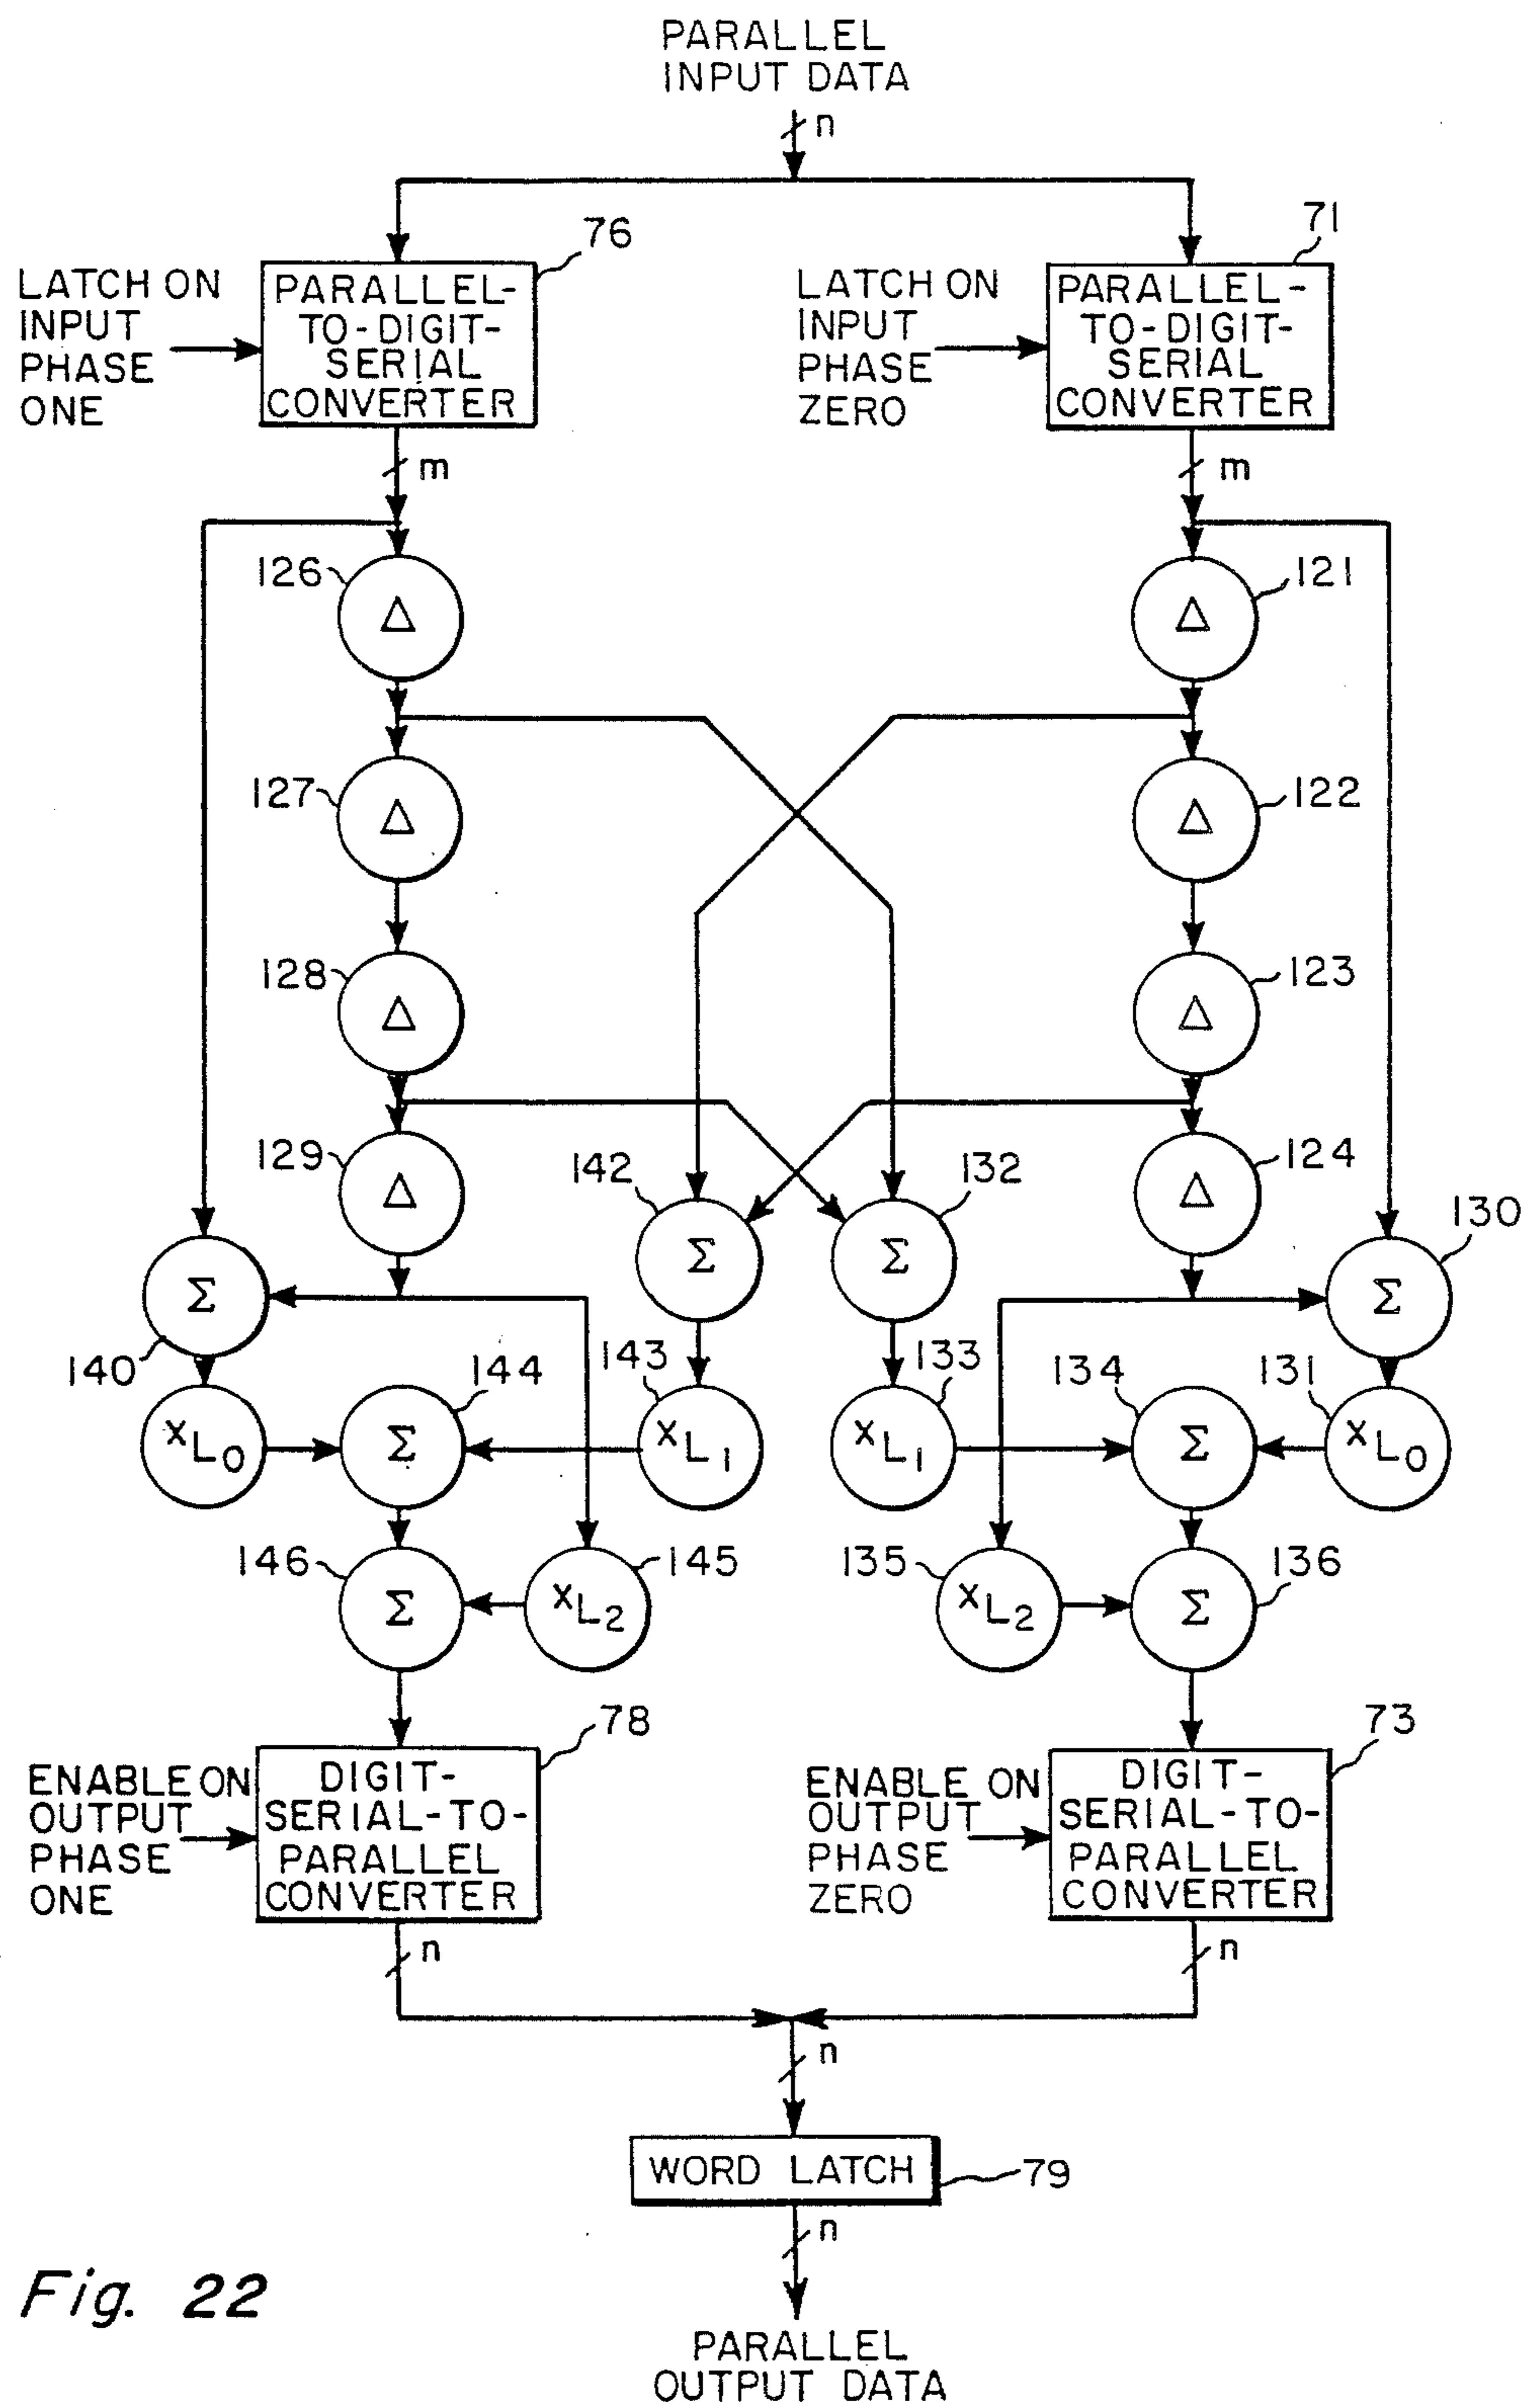 PARALLEL
INPUT DATA
n
76
71
LATCH ON
INPUT
PHASE
ONE
PARALLEL-
TO-DIGIT-
SERIAL
CONVERTER
LATCH ON
INPUT
PHASE
ZERO
PARALLEL-
TO-DIGIT-
SERIAL
CONVERTER
m
m
126
Δ
121
Δ
127
Δ
122
Δ
128
Δ
123
Δ
129
Δ
142
Σ
132
Σ
124
Δ
130
Σ
140
Σ
144
Σ
143
XL1
133
XL1
134
Σ
131
XL0
XL0
146
Σ
145
XL2
135
XL2
136
Σ
78
73
ENABLE ON
OUTPUT
PHASE
ONE
DIGIT-
SERIAL-TO-
PARALLEL
CONVERTER
ENABLE ON
OUTPUT
PHASE
ZERO
DIGIT-
SERIAL-TO-
PARALLEL
CONVERTER
n
n
n
WORD LATCH
79
n
Fig. 22
PARALLEL
OUTPUT DATA